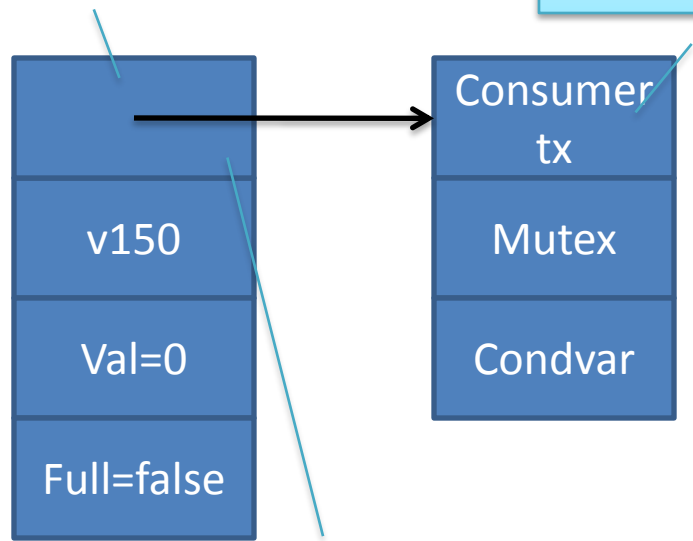 v150
Val=0
Full=false
Consumer
tx
Mutex
Condvar